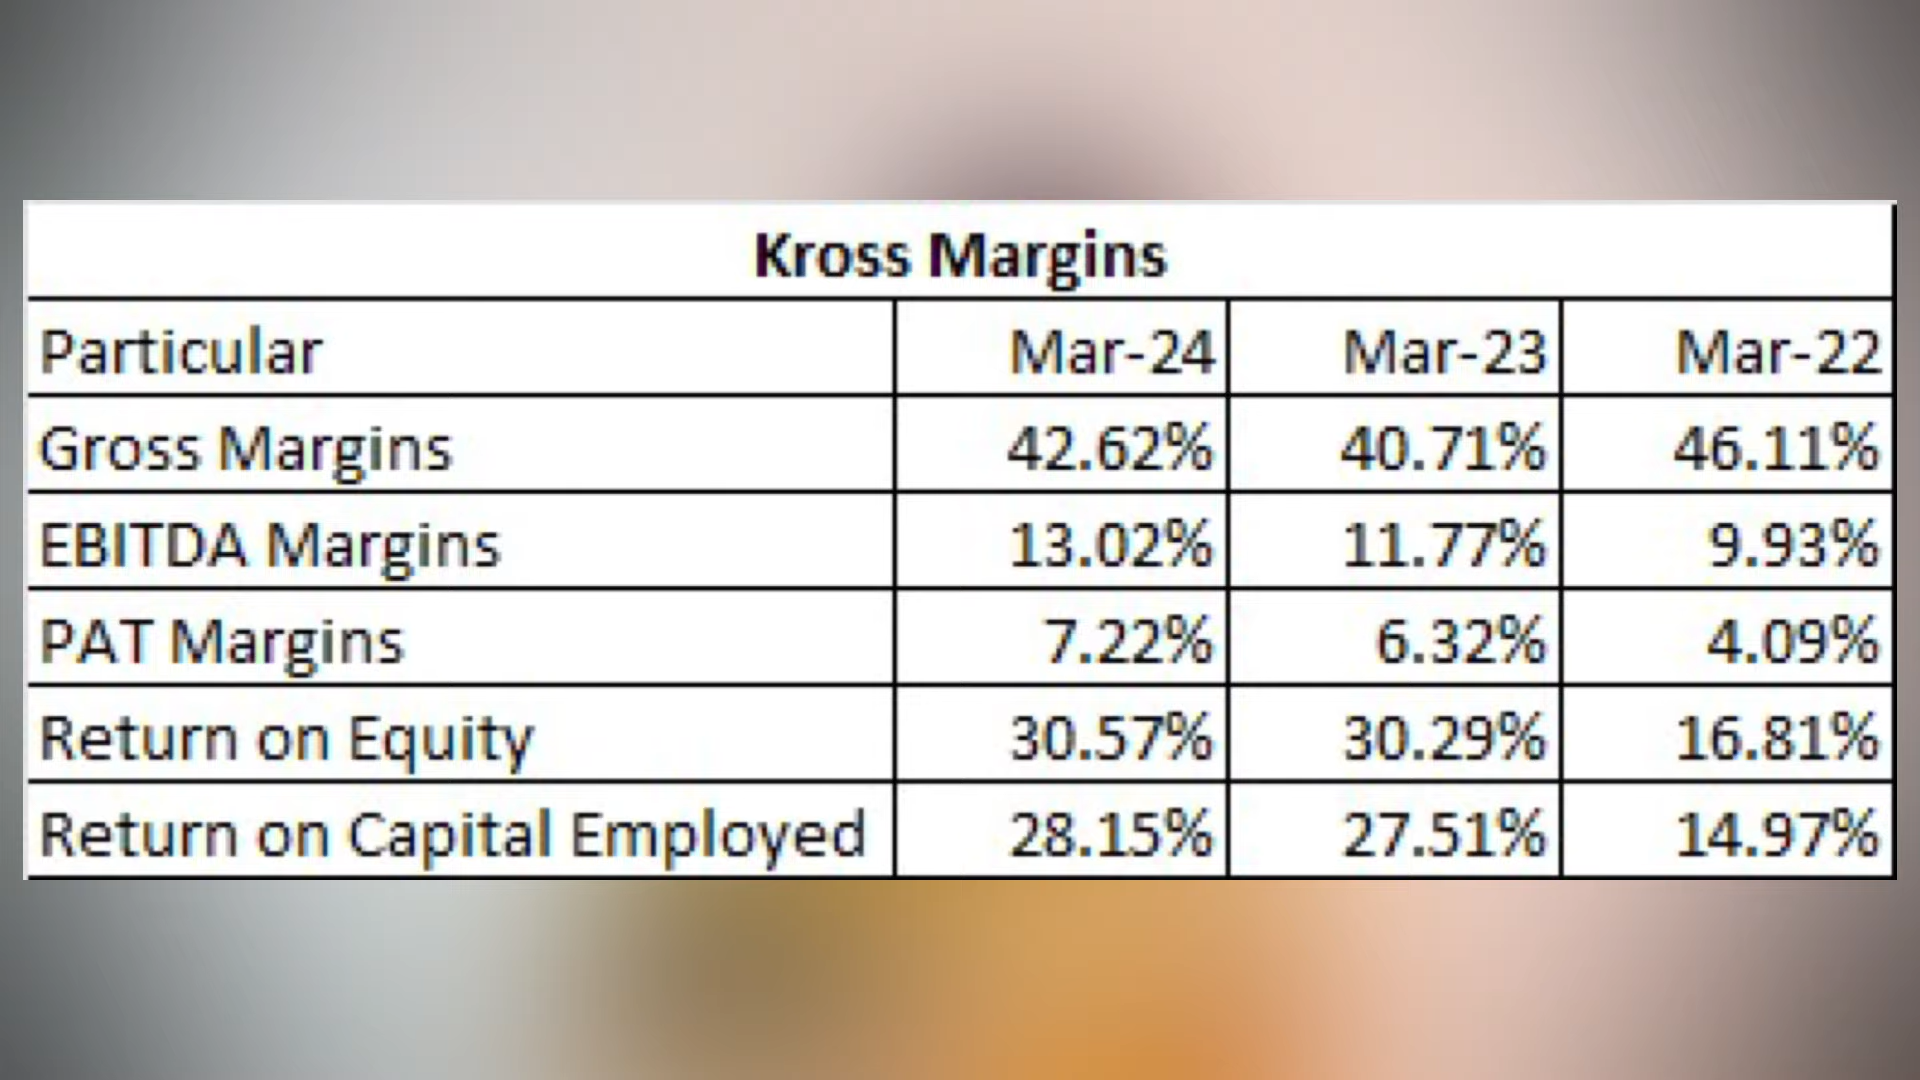 Kross Margins
Particular Mar-24 Mar-23 Mar-22
Gross Margins 42.62% 40.71% 46.11%
EBITDA Margins 13.02% 11.77% 9.93%
PAT Margins 7.22% 6.32% 4.09%
Return on Equity 30.57% 30.29% 16.81%
Return on Capital Employed 28.15% 27.51% 14.97%